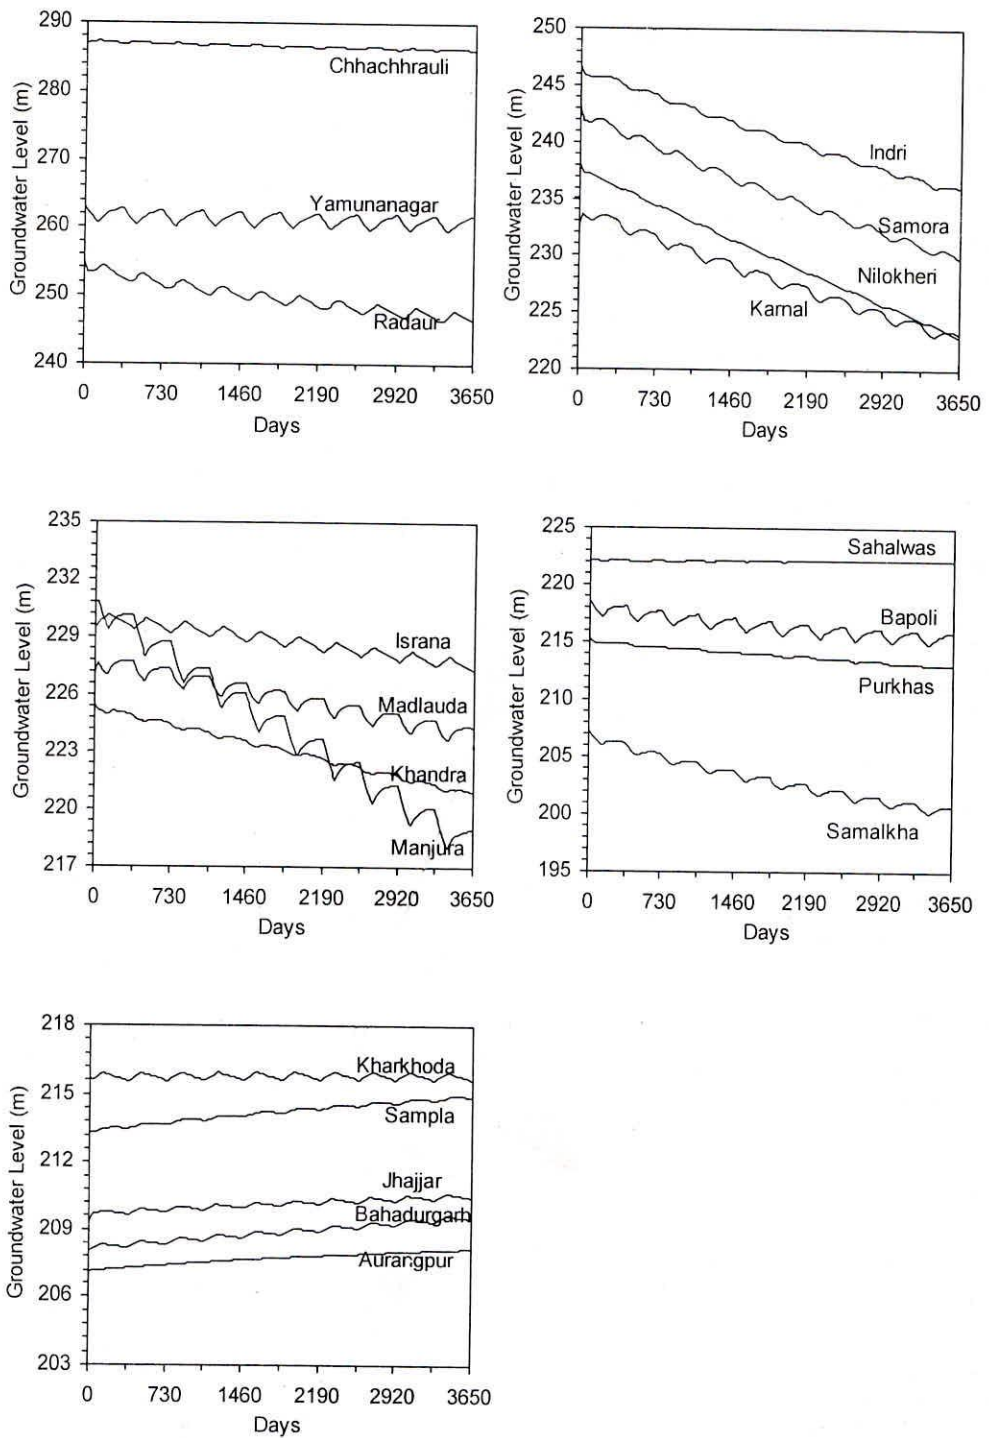 290
280
270
260
250
240
Groundwater Level (m)
Chhachhrauli
Yamunanagar
Radaur
0 730 1460 2190 2920 3650
Days
250
245
240
235
230
225
220
Groundwater Level (m)
Indri
Samora
Nilokheri
Karnal
0 730 1460 2190 2920 3650
Days
235
232
229
226
223
220
217
Groundwater Level (m)
Israna
Madlauda
Khandra
Manjura
0 730 1460 2190 2920 3650
Days
225
220
215
210
205
200
195
Groundwater Level (m)
Sahalwas
Bapoli
Purkhas
Samalkha
0 730 1460 2190 2920 3650
Days
218
215
212
209
206
203
Groundwater Level (m)
Kharkhoda
Sampla
Jhajjar
Bahadurgarh
Aurangpur
0 730 1460 2190 2920 3650
Days